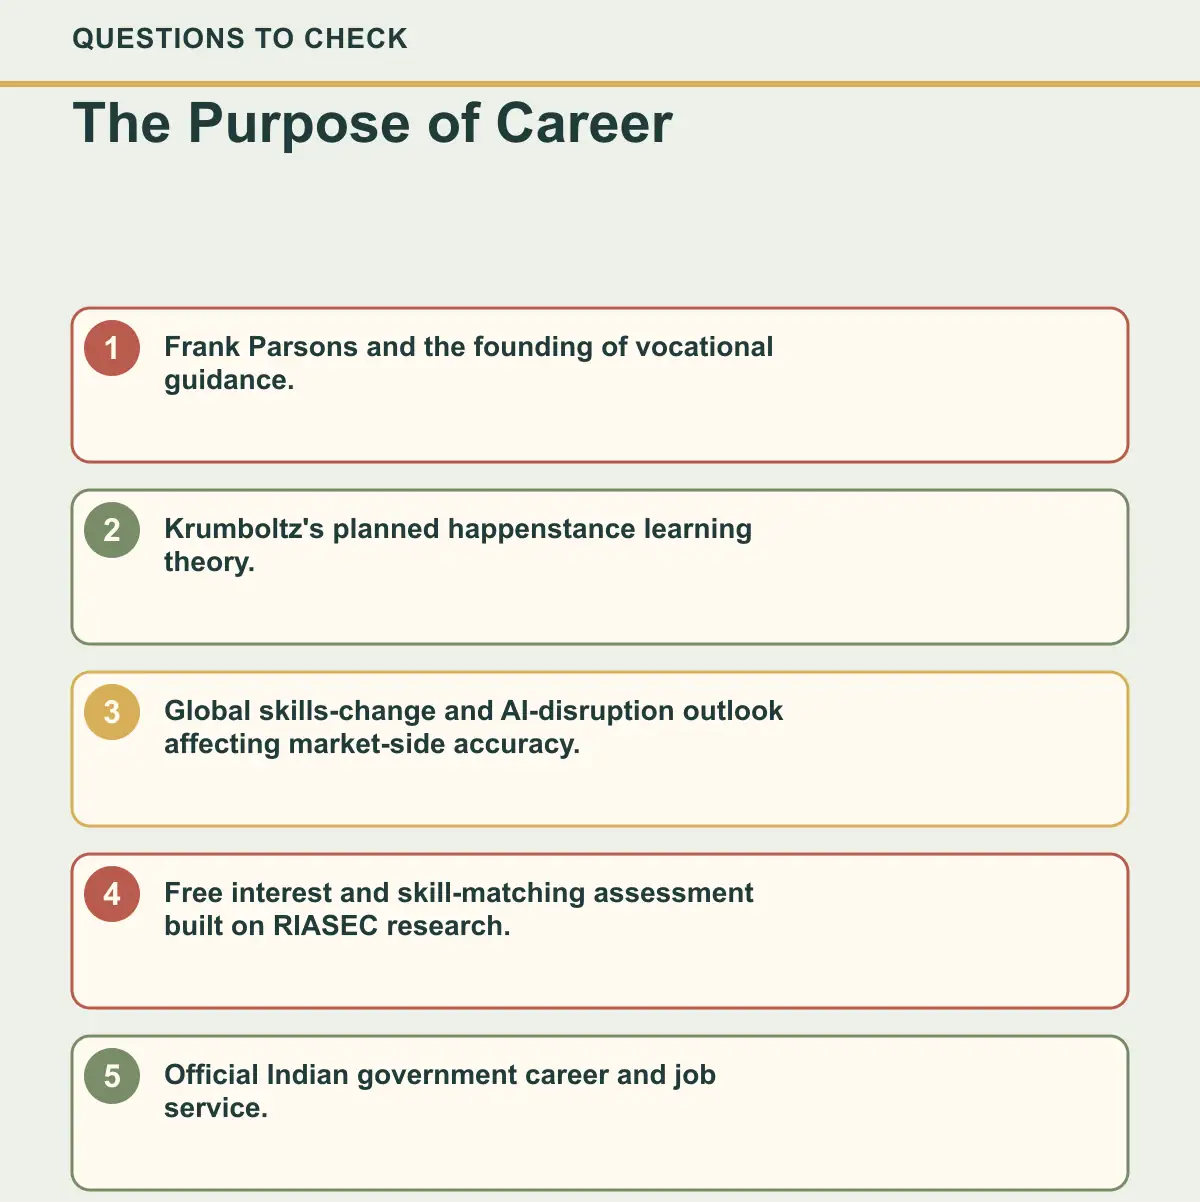 QUESTIONS TO CHECK
The Purpose of Career
1
Frank Parsons and the founding of vocational
guidance.
2
Krumboltz's planned happenstance learning
theory.
3
Global skills-change and AI-disruption outlook
affecting market-side accuracy.
4
Free interest and skill-matching assessment
built on RIASEC research.
5
Official Indian government career and job
service.